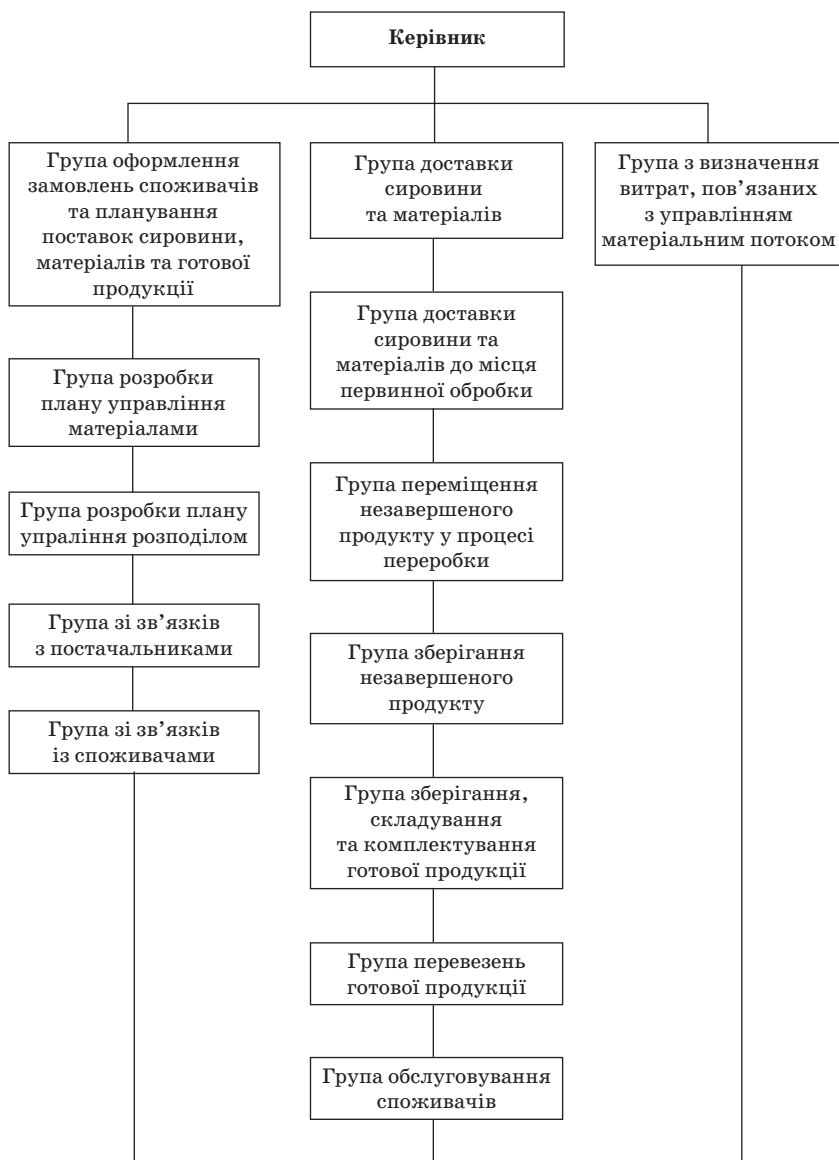 Керівник
Група оформлення
замовлень споживачів
та планування
поставок сировини,
матеріалів та готової
продукції
Група розробки
плану управління
матеріалами
Група розробки плану
упраління розподілом
Група зі зв’язків
з постачальниками
Група зі зв’язків
із споживачами
Група доставки
сировини
та матеріалів
Група доставки
сировини та
матеріалів до місця
первинної обробки
Група переміщення
незавершеного
продукту у процесі
переробки
Група зберігання
незавершеного
продукту
Група зберігання,
складування
та комплектування
готової продукції
Група перевезень
готової продукції
Група обслуговування
споживачів
Група з визначення
витрат, пов’язаних
з управлінням
матеріальним потоком